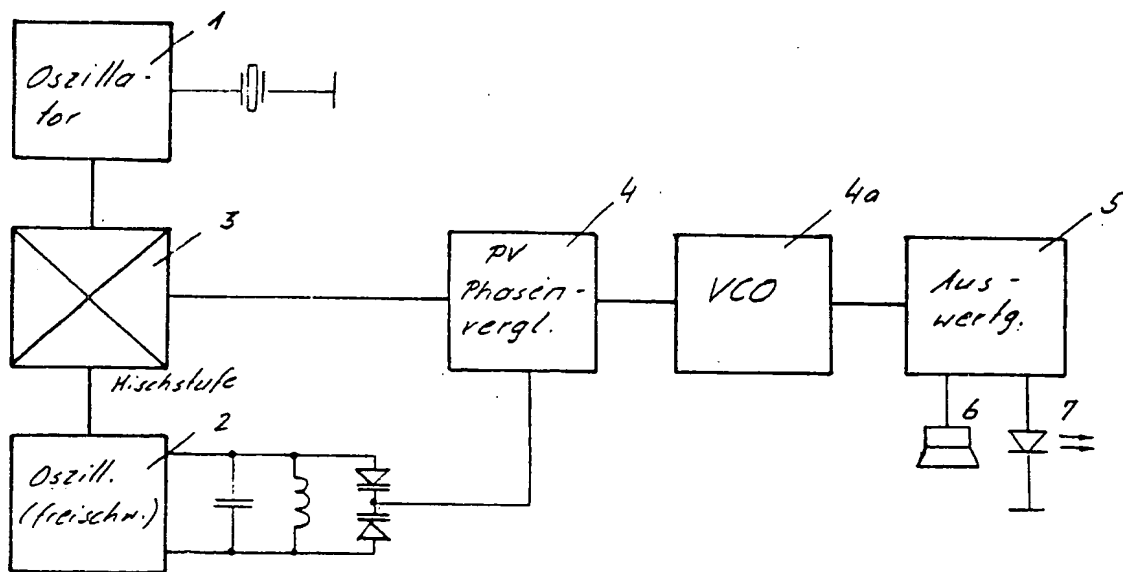 1
Oszilla-
tor
3
4
4a
5
PV
Phasen-
vergl.
VCO
Aus-
wertg.
Mischstufe
2
6
7
Oszill.
(freischw.)